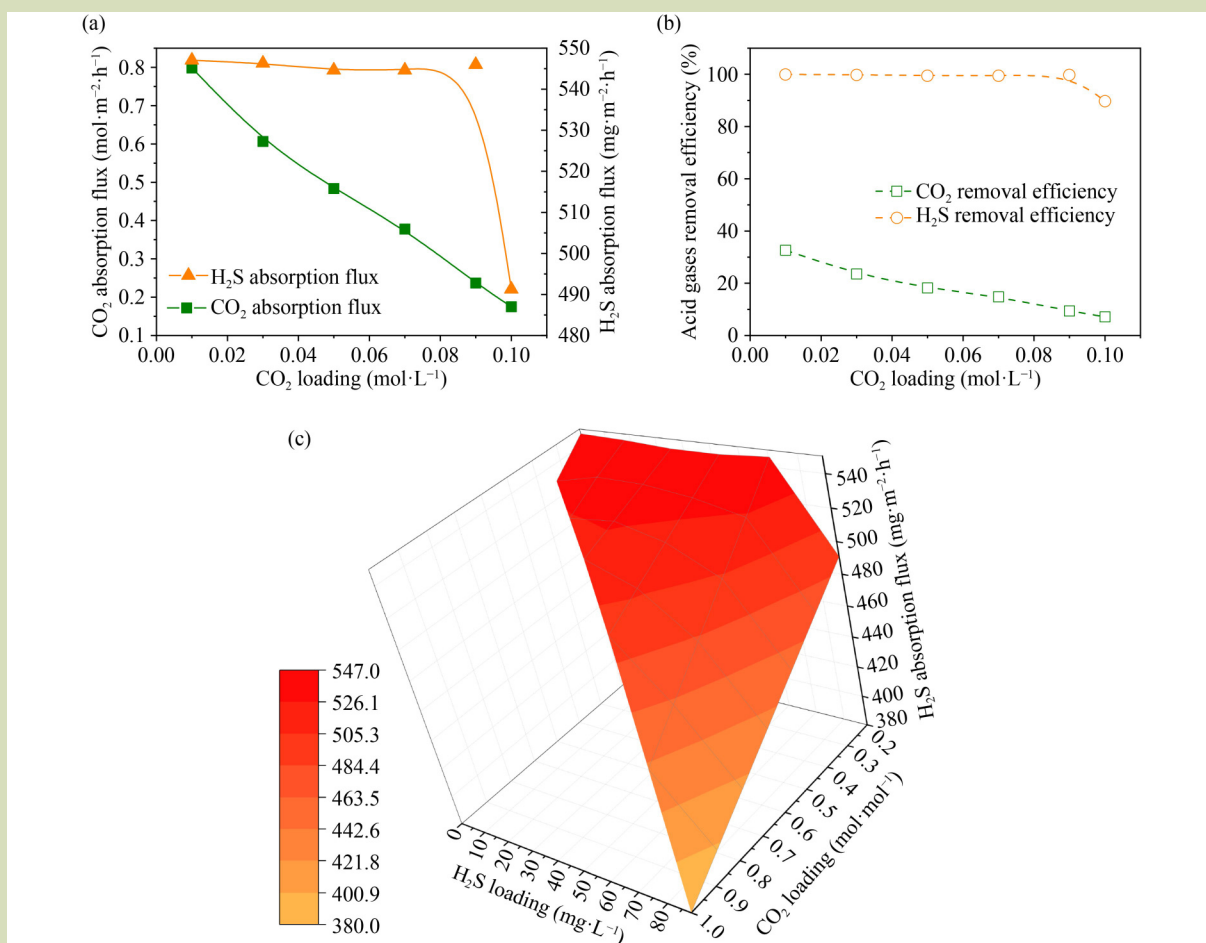 (a)
CO₂ absorption flux (mol·m⁻²·h⁻¹)
0.8
0.7
0.6
0.5
0.4
0.3
0.2
0.1
H₂S absorption flux
CO₂ absorption flux
550
540
530
520
510
500
490
480
H₂S absorption flux (mg·m⁻²·h⁻¹)
0.00 0.02 0.04 0.06 0.08 0.10
CO₂ loading (mol·L⁻¹)
(b)
Acid gases removal efficiency (%)
100
80
60
40
20
0
CO₂ removal efficiency
H₂S removal efficiency
0.00 0.02 0.04 0.06 0.08 0.10
CO₂ loading (mol·L⁻¹)
(c)
547.0
526.1
505.3
484.4
463.5
442.6
421.8
400.9
380.0
0 10 20 30 40 50 60 70 80
H₂S loading (mg·L⁻¹)
1.0 0.9 0.8 0.7 0.6 0.5 0.4 0.3 0.2
CO₂ loading (mol·mol⁻¹)
540
520
500
480
460
440
420
400
380
H₂S absorption flux (mg·m⁻²·h⁻¹)